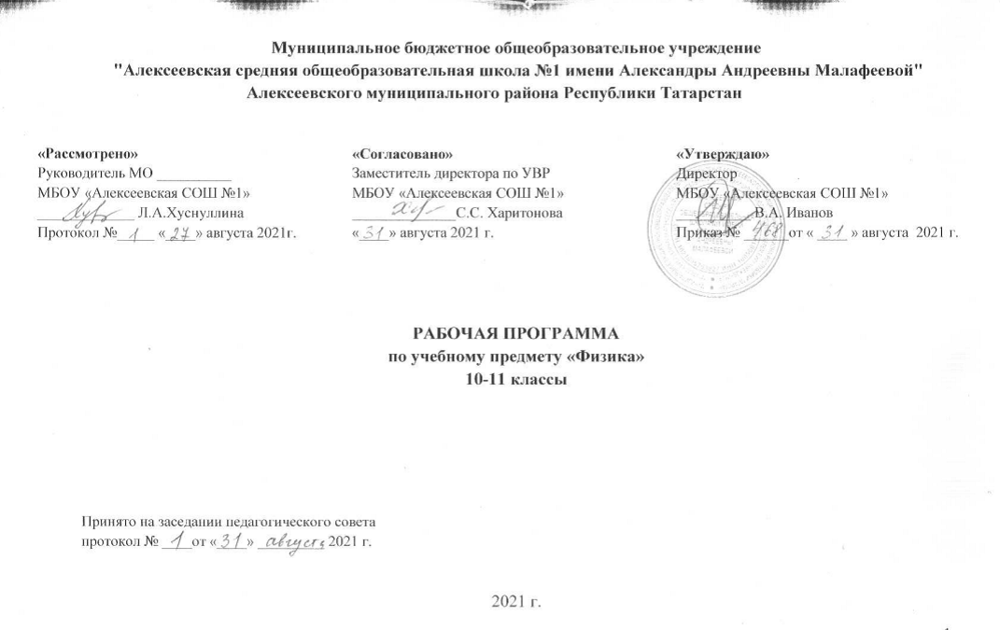 Муниципальное бюджетное общеобразовательное учреждение
"Алексеевская средняя общеобразовательная школа №1 имени Александры Андреевны Малафеевой"
Алексеевского муниципального района Республики Татарстан
«Рассмотрено»
Руководитель МО __________
МБОУ «Алексеевская СОШ №1»
_____________ Л.А.Хуснуллина
Протокол № 1 « 27 » августа 2021г.
«Согласовано»
Заместитель директора по УВР
МБОУ «Алексеевская СОШ №1»
______________С.С. Харитонова
« 31 » августа 2021 г.
«Утверждаю»
Директор
МБОУ «Алексеевская СОШ №1»
__________В.А. Иванов
Приказ № 468 от « 31 » августа 2021 г.
РАБОЧАЯ ПРОГРАММА
по учебному предмету «Физика»
10-11 классы
Принято на заседании педагогического совета
протокол № 1 от « 31 » августа 2021 г.
2021 г.
1